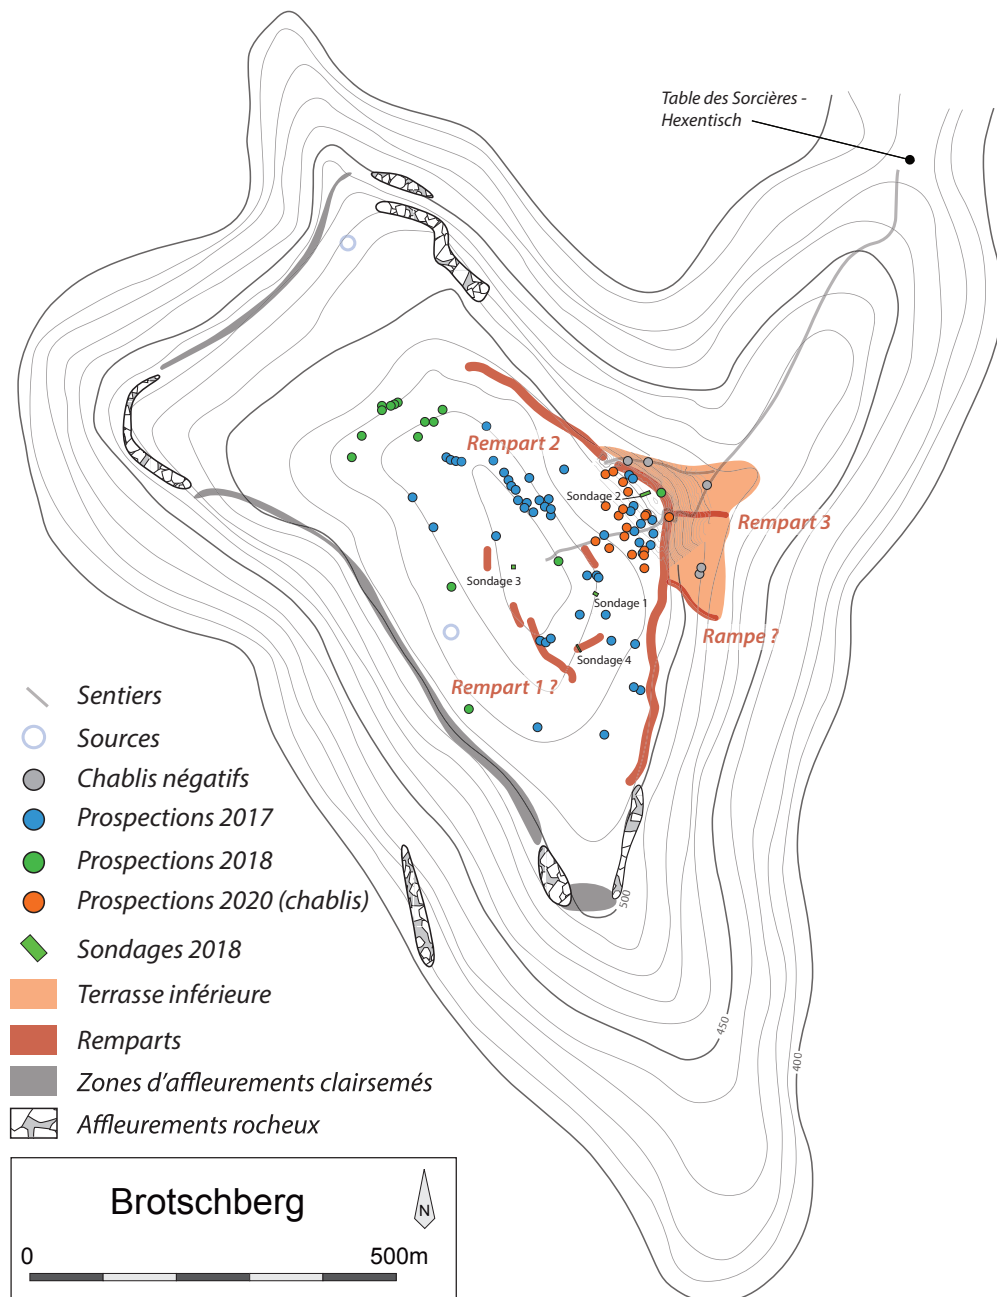 Table des Sorcières -
Hexentisch
Rempart 2
Sondage 2
Rempart 3
Sondage 3
Sondage 1
Rampe ?
Sondage 4
Rempart 1 ?
Sentiers
Sources
Chablis négatifs
Prospections 2017
Prospections 2018
Prospections 2020 (chablis)
500
Sondages 2018
Terrasse inférieure
450
Remparts
400
Zones d'affleurements clairsemés
Affleurements rocheux
Brotschberg
N
0 500m